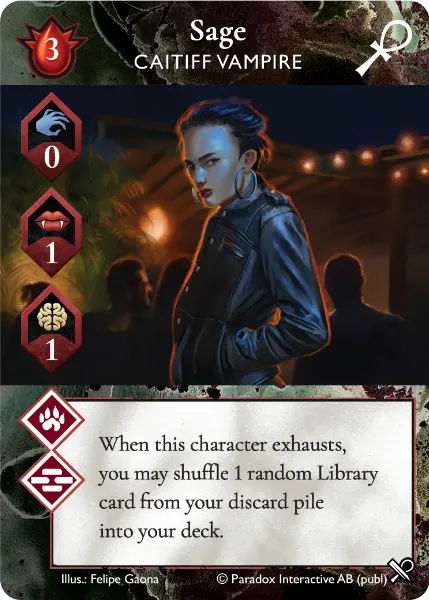 Sage
3
CAITIFF VAMPIRE
0
1
1
When this character exhausts,
you may shuffle 1 random Library
card from your discard pile
into your deck.
Illus.: Felipe Gaona
© Paradox Interactive AB (publ)